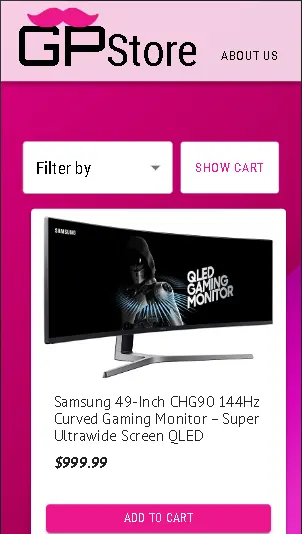 GPStore
ABOUT US
Filter by
SHOW CART
SAMSUNG
QLED
GAMING
MONITOR
Samsung 49-Inch CHG90 144Hz
Curved Gaming Monitor – Super
Ultrawide Screen QLED
$999.99
ADD TO CART